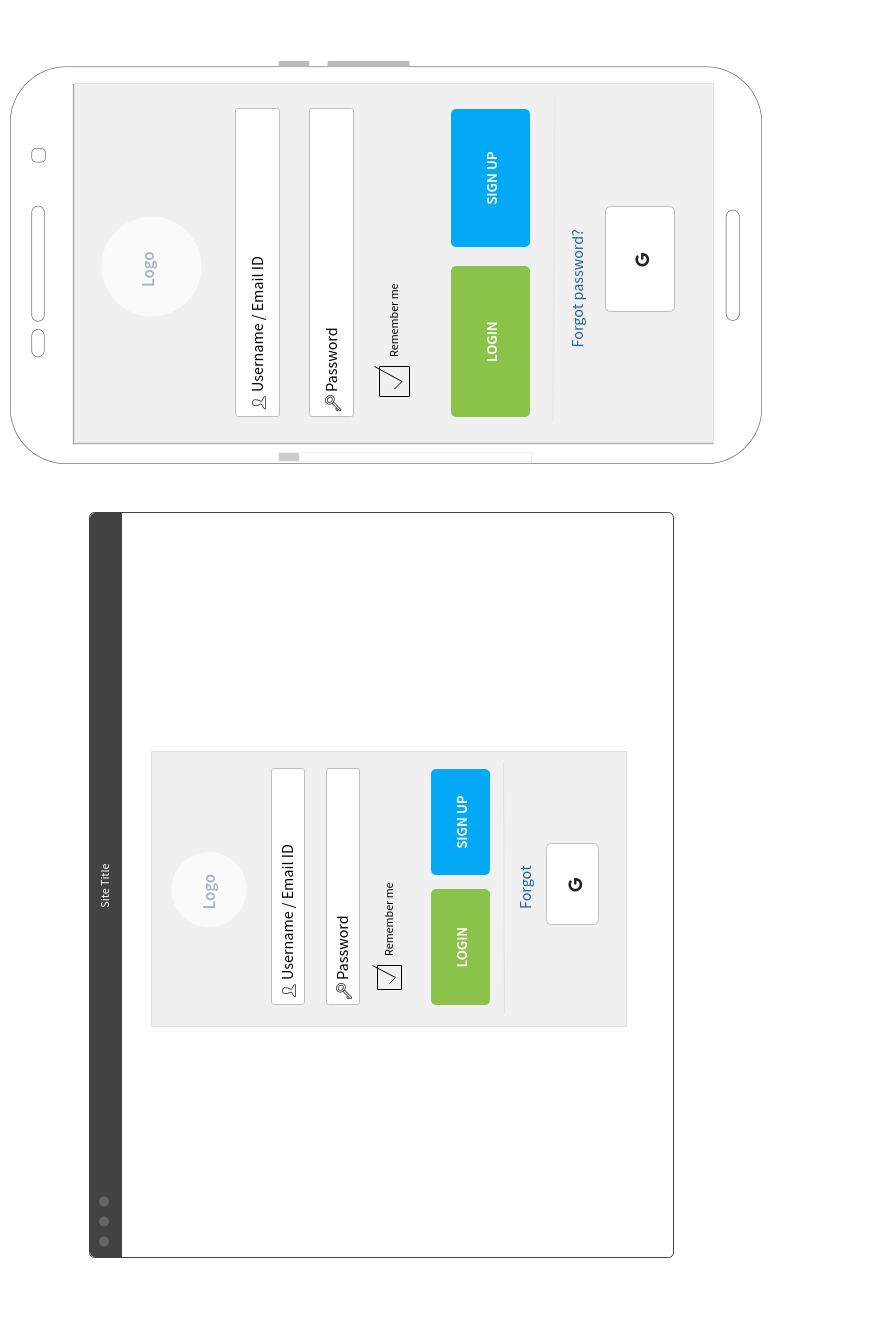 Logo
Username / Email ID
Password
Remember me
LOGIN
SIGN UP
Forgot password?
G
Site Title
Logo
Username / Email ID
Password
Remember me
LOGIN
SIGN UP
Forgot
G